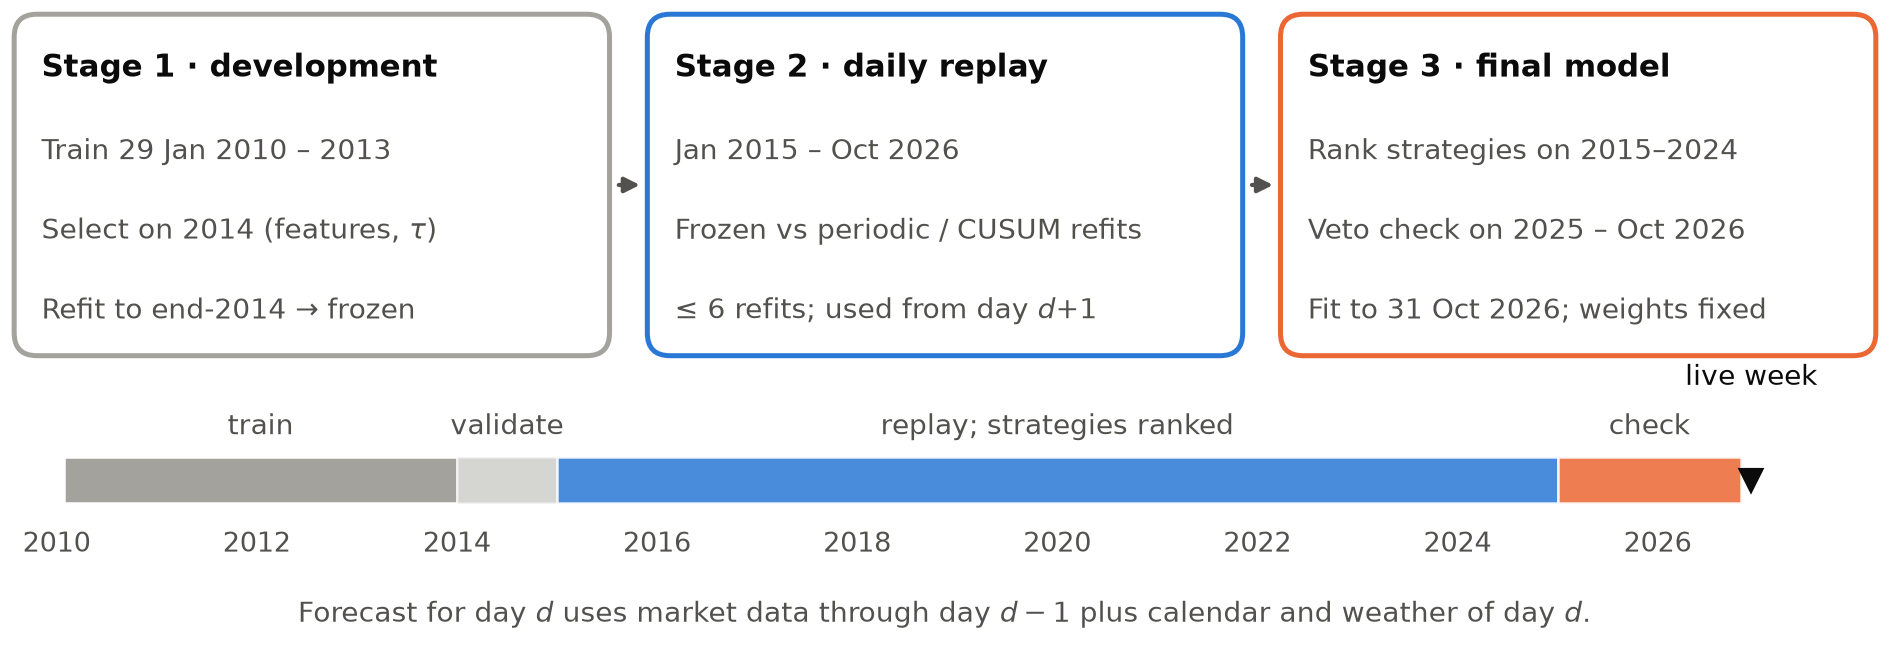 Stage 1 · development
Train 29 Jan 2010 – 2013
Select on 2014 (features, τ)
Refit to end-2014 → frozen
Stage 2 · daily replay
Jan 2015 – Oct 2026
Frozen vs periodic / CUSUM refits
≤ 6 refits; used from day d+1
Stage 3 · final model
Rank strategies on 2015–2024
Veto check on 2025 – Oct 2026
Fit to 31 Oct 2026; weights fixed
live week
train validate replay; strategies ranked check
2010 2012 2014 2016 2018 2020 2022 2024 2026
Forecast for day d uses market data through day d − 1 plus calendar and weather of day d.